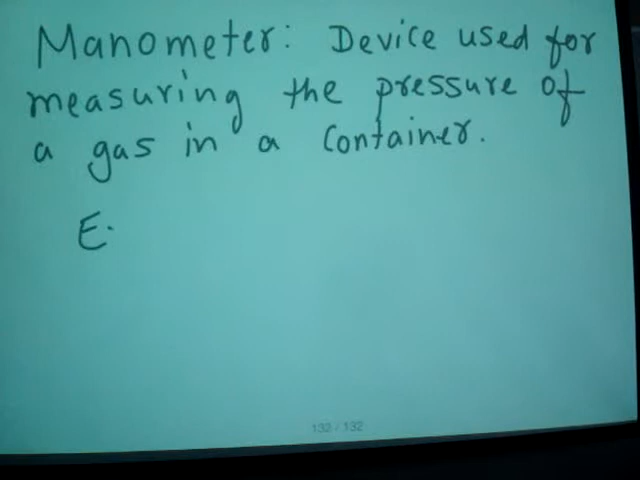 Manometer: Device used for
measuring the pressure of
a gas in a container.
E.
132 / 132